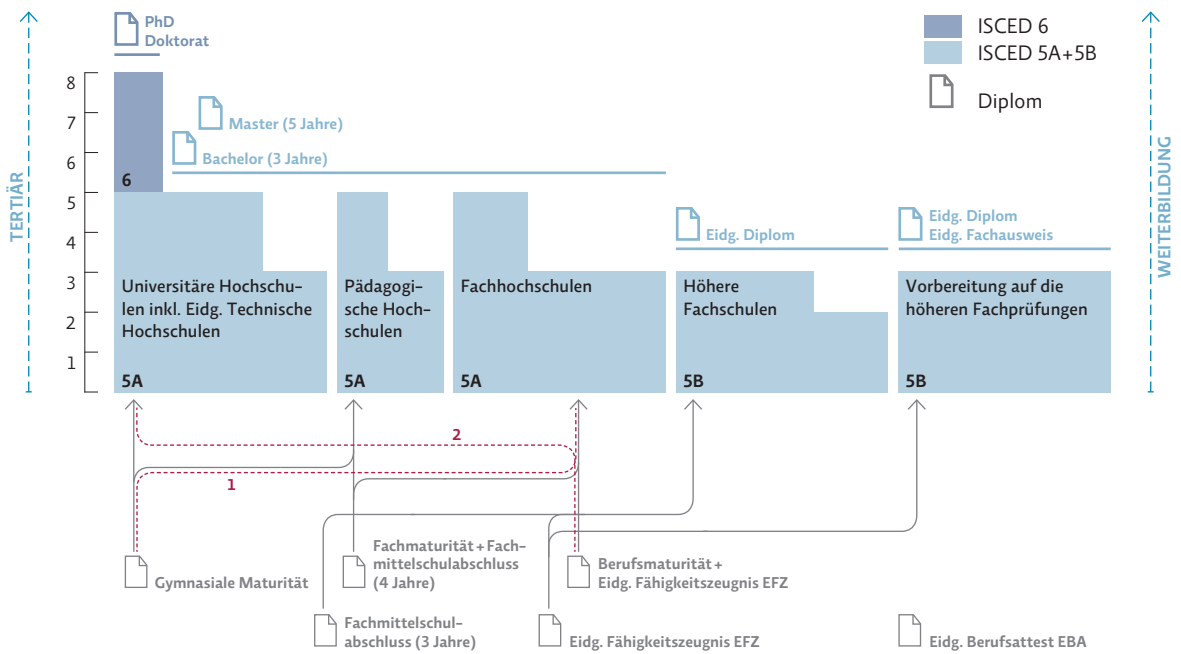 PhD
Doktorat
ISCED 6
ISCED 5A+5B
Diplom
TERTIÄR
WEITERBILDUNG
8
7
6
5
4
3
2
1
Master (5 Jahre)
Bachelor (3 Jahre)
Eidg. Diplom
Eidg. Diplom
Eidg. Fachausweis
6
Universitäre Hochschu-
len inkl. Eidg. Technische
Hochschulen
5A
Pädagogi-
sche Hoch-
schulen
5A
Fachhochschulen
5A
Höhere
Fachschulen
5B
Vorbereitung auf die
höheren Fachprüfungen
5B
2
1
Gymnasiale Maturität
Fachmaturität + Fach-
mittelschulabschluss
(4 Jahre)
Berufsmaturität +
Eidg. Fähigkeitszeugnis EFZ
Fachmittelschul-
abschluss (3 Jahre)
Eidg. Fähigkeitszeugnis EFZ
Eidg. Berufsattest EBA